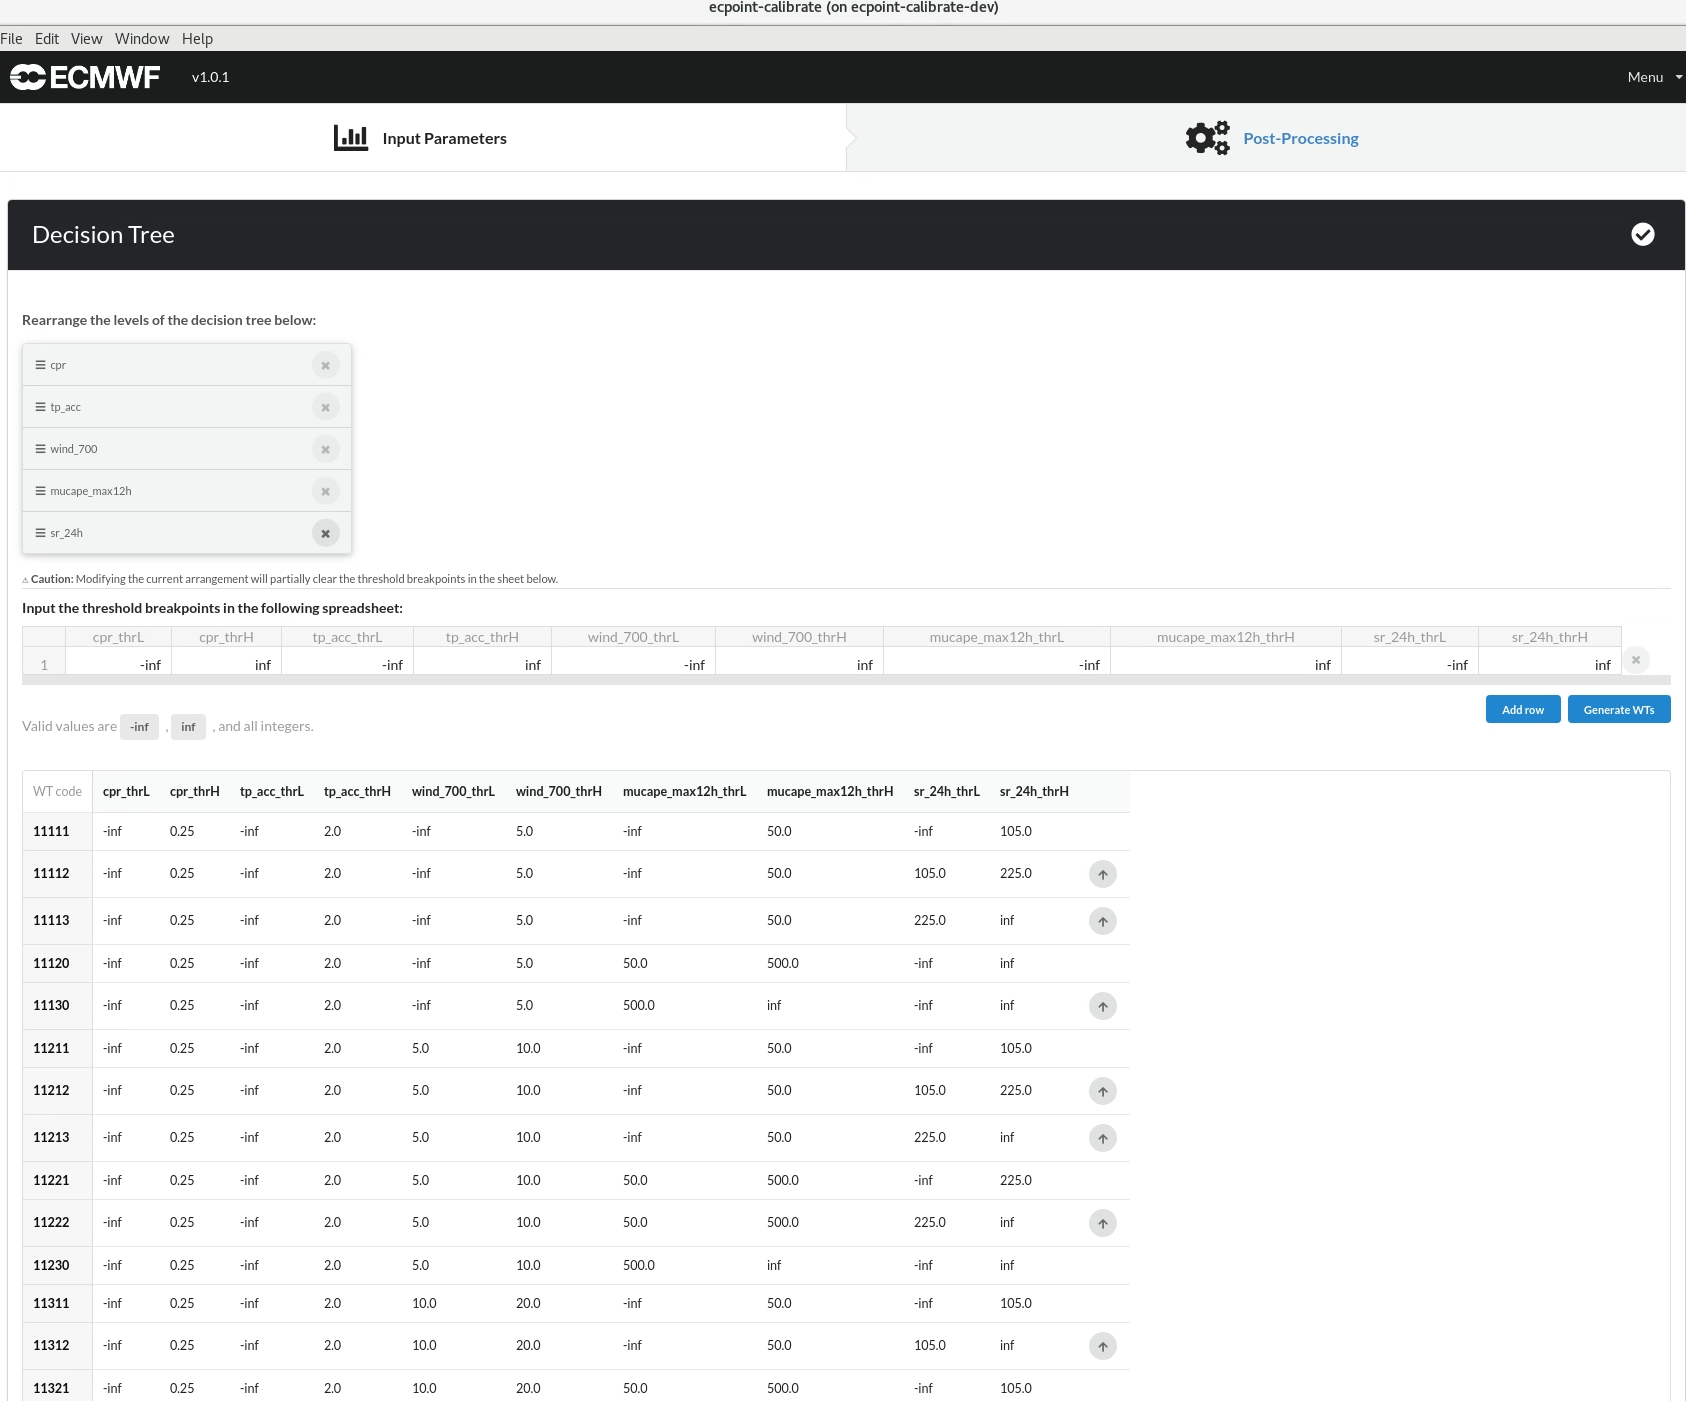 ecpoint-calibrate (on ecpoint-calibrate-dev)
File Edit View Window Help
ECMWF v1.0.1 Menu
Input Parameters Post-Processing
Decision Tree
Rearrange the levels of the decision tree below:
cpr
tp_acc
wind_700
mucape_max12h
sr_24h
⚠ Caution: Modifying the current arrangement will partially clear the threshold breakpoints in the sheet below.
Input the threshold breakpoints in the following spreadsheet:
cpr_thrL cpr_thrH tp_acc_thrL tp_acc_thrH wind_700_thrL wind_700_thrH mucape_max12h_thrL mucape_max12h_thrH sr_24h_thrL sr_24h_thrH
1 -inf inf -inf inf -inf inf -inf inf -inf inf
Add row Generate WTs
Valid values are -inf , inf , and all integers.
WT code cpr_thrL cpr_thrH tp_acc_thrL tp_acc_thrH wind_700_thrL wind_700_thrH mucape_max12h_thrL mucape_max12h_thrH sr_24h_thrL sr_24h_thrH
11111 -inf 0.25 -inf 2.0 -inf 5.0 -inf 50.0 -inf 105.0
11112 -inf 0.25 -inf 2.0 -inf 5.0 -inf 50.0 105.0 225.0
11113 -inf 0.25 -inf 2.0 -inf 5.0 -inf 50.0 225.0 inf
11120 -inf 0.25 -inf 2.0 -inf 5.0 50.0 500.0 -inf inf
11130 -inf 0.25 -inf 2.0 -inf 5.0 500.0 inf -inf inf
11211 -inf 0.25 -inf 2.0 5.0 10.0 -inf 50.0 -inf 105.0
11212 -inf 0.25 -inf 2.0 5.0 10.0 -inf 50.0 105.0 225.0
11213 -inf 0.25 -inf 2.0 5.0 10.0 -inf 50.0 225.0 inf
11221 -inf 0.25 -inf 2.0 5.0 10.0 50.0 500.0 -inf 225.0
11222 -inf 0.25 -inf 2.0 5.0 10.0 50.0 500.0 225.0 inf
11230 -inf 0.25 -inf 2.0 5.0 10.0 500.0 inf -inf inf
11311 -inf 0.25 -inf 2.0 10.0 20.0 -inf 50.0 -inf 105.0
11312 -inf 0.25 -inf 2.0 10.0 20.0 -inf 50.0 105.0 inf
11321 -inf 0.25 -inf 2.0 10.0 20.0 50.0 500.0 -inf 105.0